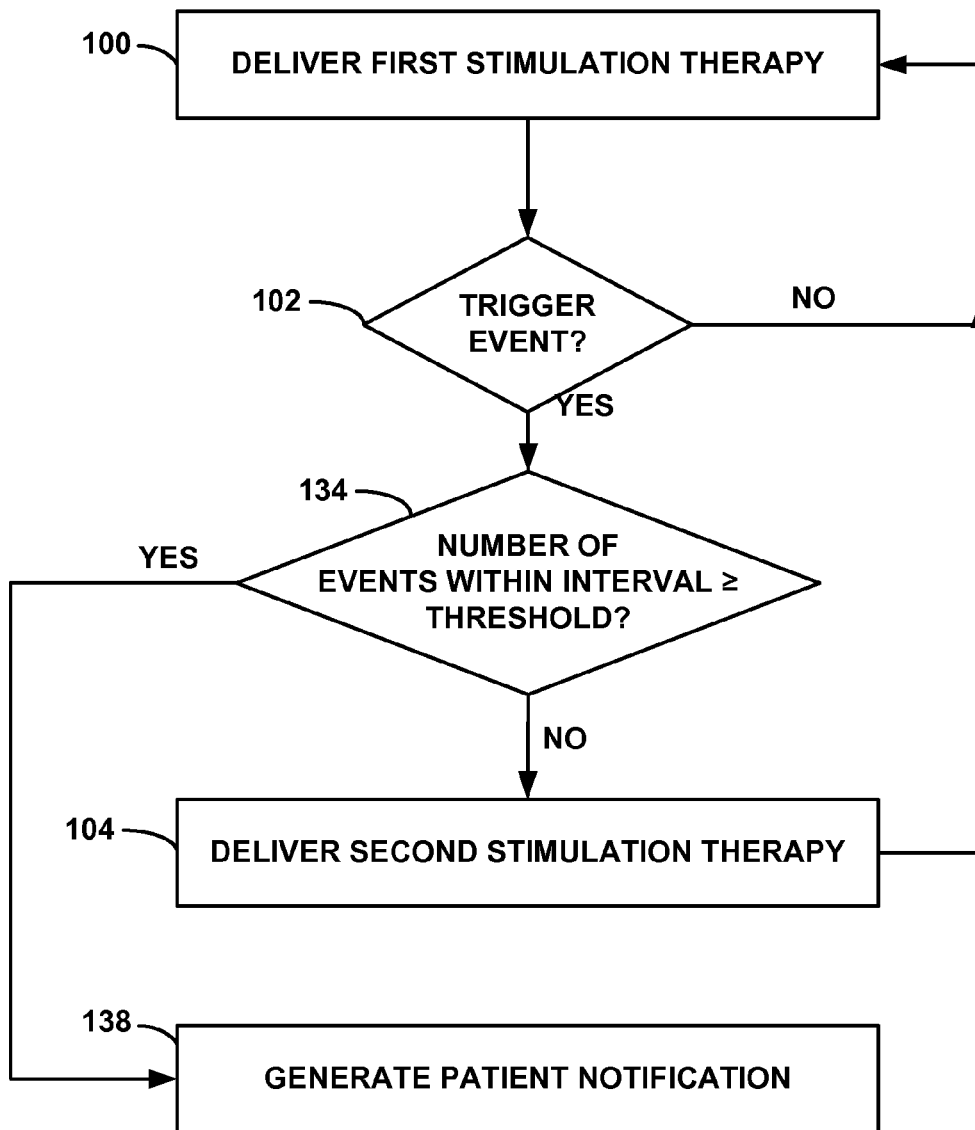 100
DELIVER FIRST STIMULATION THERAPY
102
TRIGGER
EVENT?
NO
YES
134
YES
NUMBER OF
EVENTS WITHIN INTERVAL ≥
THRESHOLD?
NO
104
DELIVER SECOND STIMULATION THERAPY
138
GENERATE PATIENT NOTIFICATION